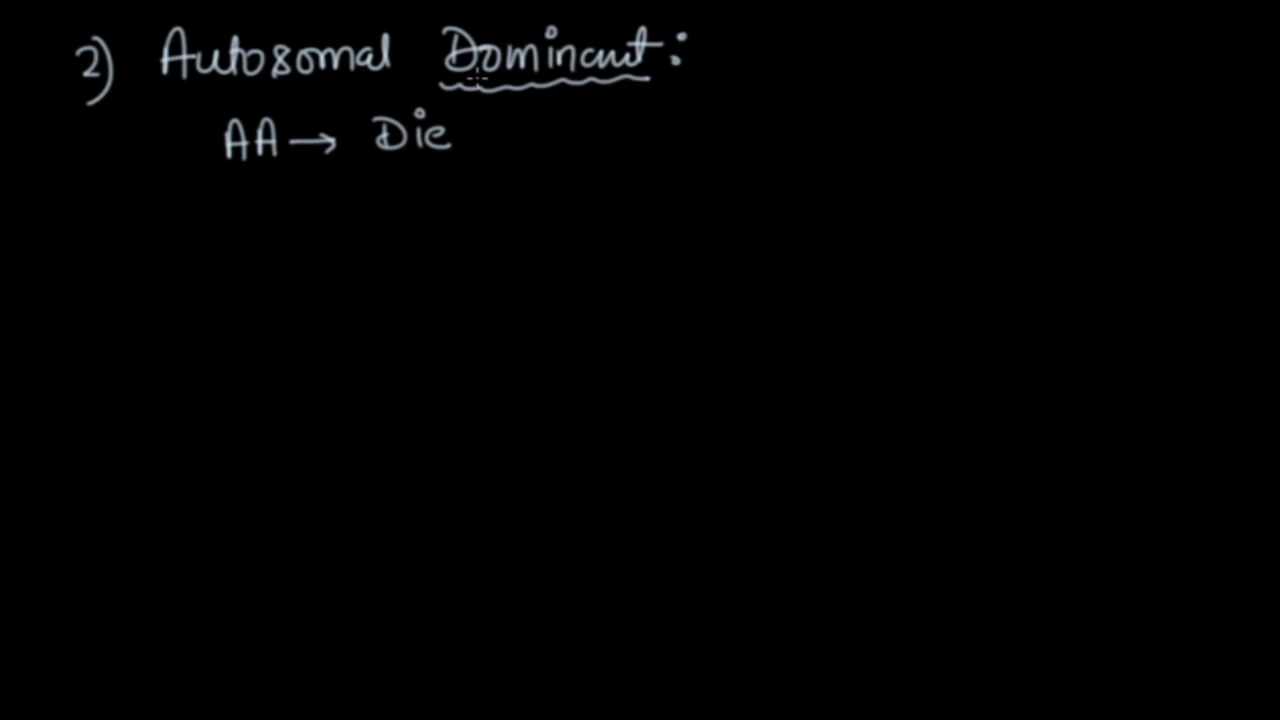 2) Autosomal Dominant :
AA → Die